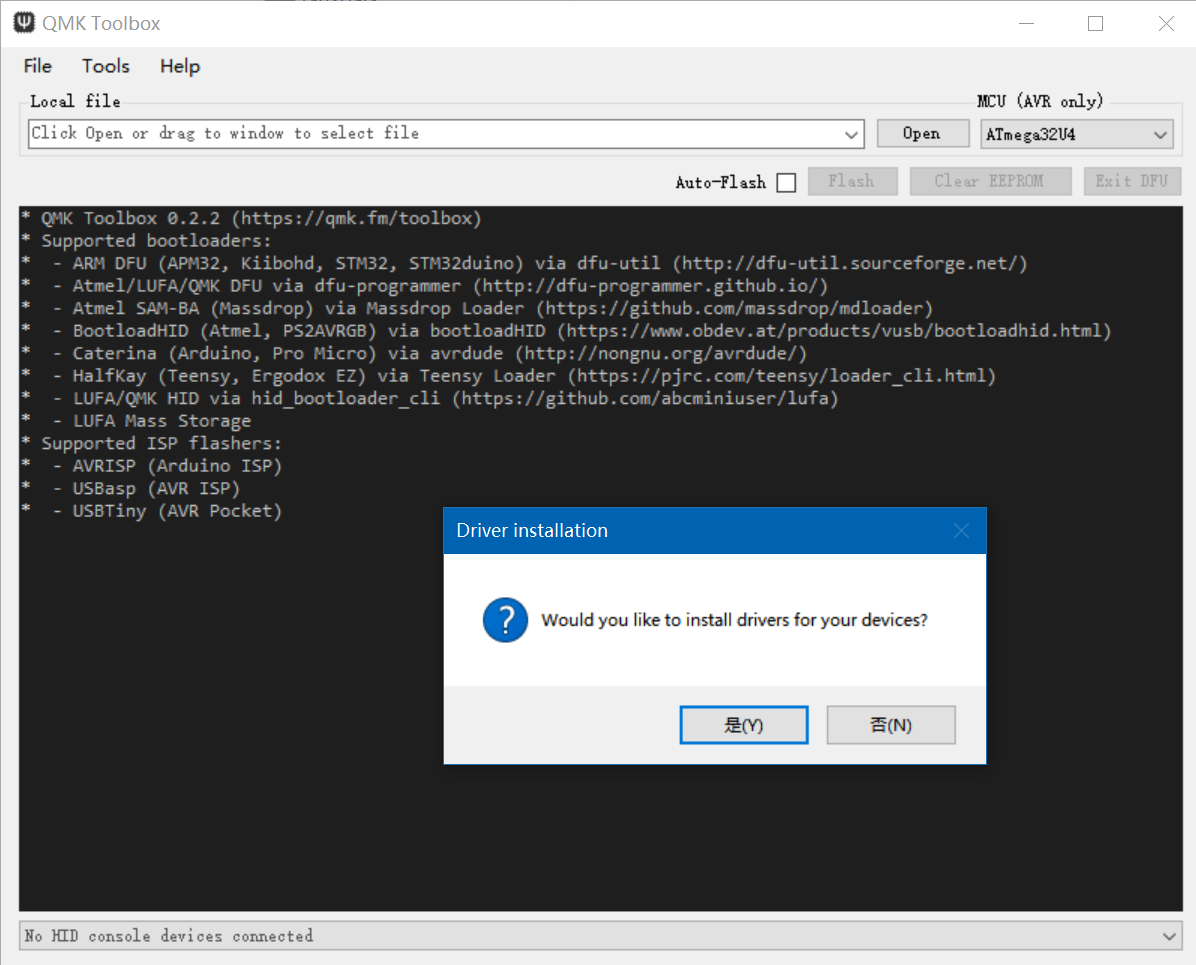 QMK Toolbox
File Tools Help
Local file
MCU (AVR only)
Click Open or drag to window to select file
Open
ATmega32U4
Auto-Flash
Flash
Clear EEPROM
Exit DFU
* QMK Toolbox 0.2.2 (https://qmk.fm/toolbox)
* Supported bootloaders:
*  - ARM DFU (APM32, Kiibohd, STM32, STM32duino) via dfu-util (http://dfu-util.sourceforge.net/)
*  - Atmel/LUFA/QMK DFU via dfu-programmer (http://dfu-programmer.github.io/)
*  - Atmel SAM-BA (Massdrop) via Massdrop Loader (https://github.com/massdrop/mdloader)
*  - BootloadHID (Atmel, PS2AVRGB) via bootloadHID (https://www.obdev.at/products/vusb/bootloadhid.html)
*  - Caterina (Arduino, Pro Micro) via avrdude (http://nongnu.org/avrdude/)
*  - HalfKay (Teensy, Ergodox EZ) via Teensy Loader (https://pjrc.com/teensy/loader_cli.html)
*  - LUFA/QMK HID via hid_bootloader_cli (https://github.com/abcminiuser/lufa)
*  - LUFA Mass Storage
* Supported ISP flashers:
*  - AVRISP (Arduino ISP)
*  - USBasp (AVR ISP)
*  - USBTiny (AVR Pocket)
Driver installation
Would you like to install drivers for your devices?
是(Y)
否(N)
No HID console devices connected